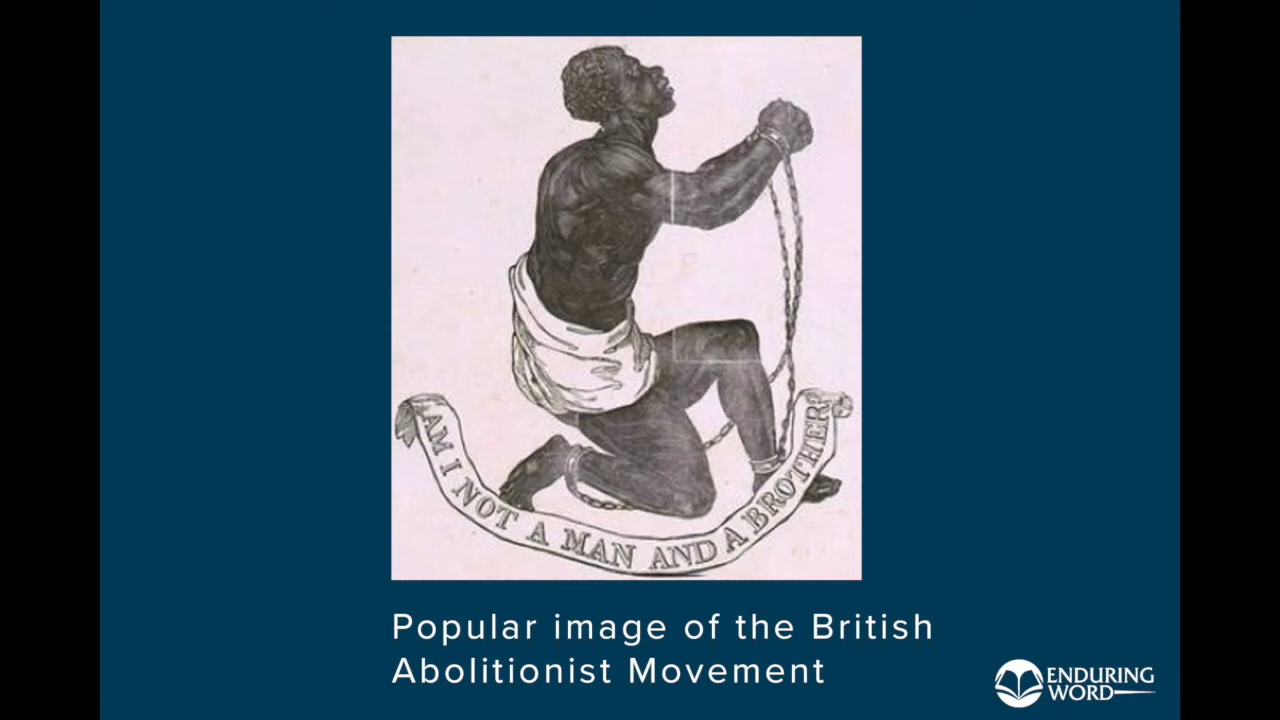 AM I NOT A MAN AND A BROTHER?
Popular image of the British
Abolitionist Movement
ENDURING
WORD